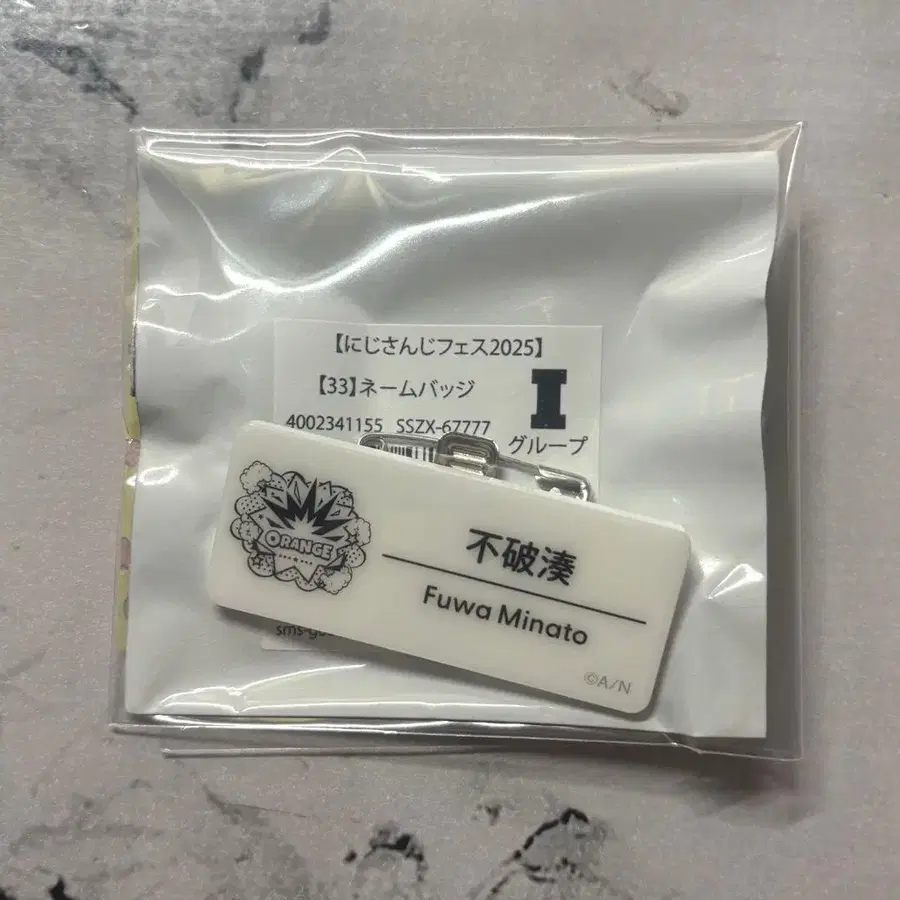 【にじさんじフェス2025】
【33】ネームバッジ
I
グループ
4002341155 SSZX-67777
ORANGE
不破湊
Fuwa Minato
©A/N